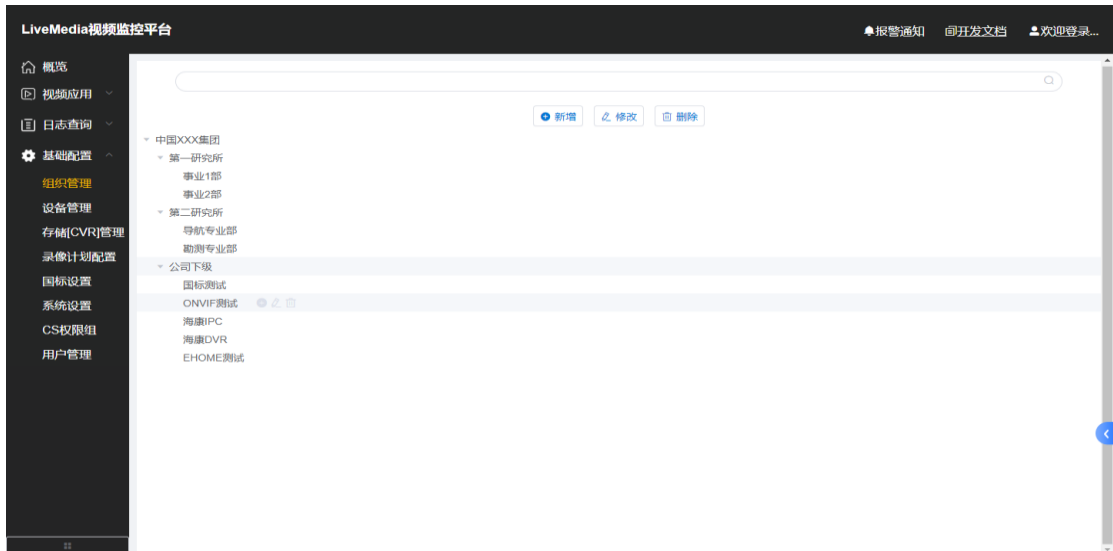 LiveMedia视频监控平台
报警通知 开发文档 欢迎登录...
概览
视频应用
日志查询
基础配置
组织管理
设备管理
存储[CVR]管理
录像计划配置
国标设置
系统设置
CS权限组
用户管理
新增 修改 删除
中国XXX集团
第一研究所
事业1部
事业2部
第二研究所
导航专业部
勘测专业部
公司下级
国标测试
ONVIF测试
海康IPC
海康DVR
EHOME测试